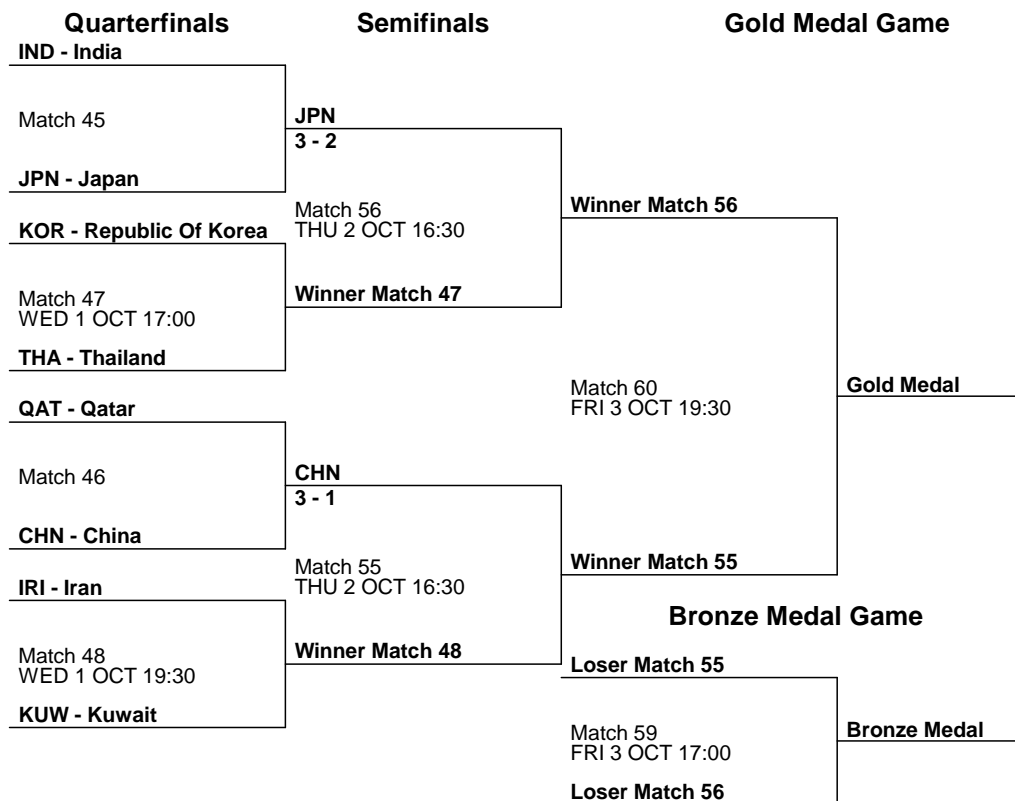 Quarterfinals
Semifinals
Gold Medal Game
IND - India
Match 45
JPN - Japan
JPN
3 - 2
KOR - Republic Of Korea
Match 47
WED 1 OCT 17:00
THA - Thailand
Match 56
THU 2 OCT 16:30
Winner Match 47
Winner Match 56
QAT - Qatar
Match 46
CHN - China
CHN
3 - 1
IRI - Iran
Match 48
WED 1 OCT 19:30
KUW - Kuwait
Match 55
THU 2 OCT 16:30
Winner Match 48
Match 60
FRI 3 OCT 19:30
Gold Medal
Winner Match 55
Bronze Medal Game
Loser Match 55
Match 59
FRI 3 OCT 17:00
Bronze Medal
Loser Match 56